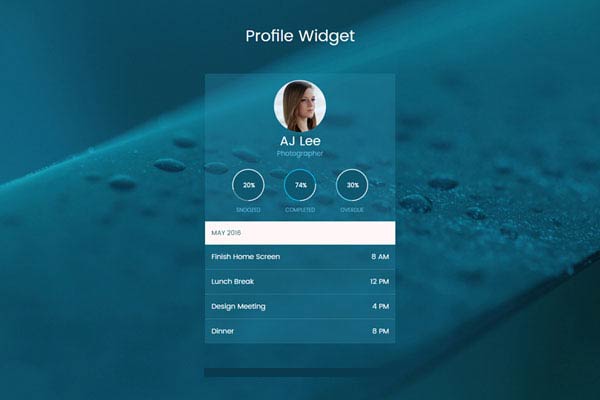 Profile Widget
AJ Lee
Photographer
20% 74% 30%
SNOOZED COMPLETED OVERDUE
MAY 2016
Finish Home Screen 8 AM
Lunch Break 12 PM
Design Meeting 4 PM
Dinner 8 PM